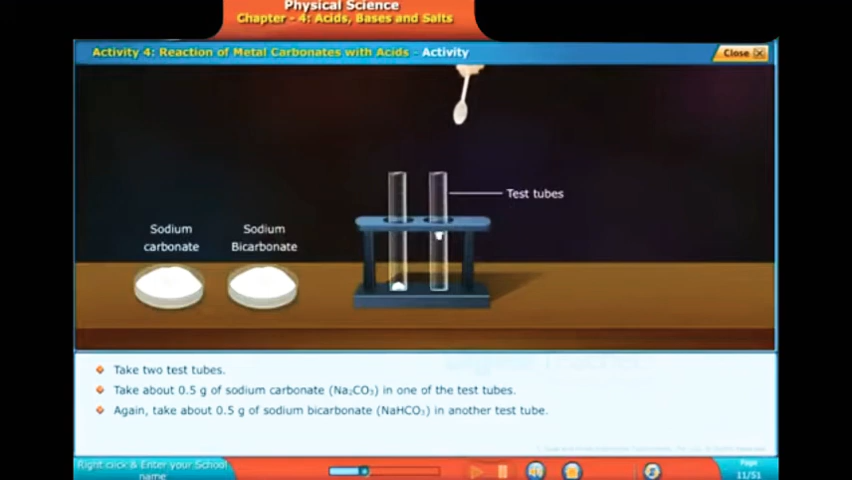 Physical Science
Chapter - 4: Acids, Bases and Salts
Activity 4: Reaction of Metal Carbonates with Acids - Activity
Close
Test tubes
Sodium
carbonate
Sodium
Bicarbonate
Take two test tubes.
Take about 0.5 g of sodium carbonate (Na₂CO₃) in one of the test tubes.
Again, take about 0.5 g of sodium bicarbonate (NaHCO₃) in another test tube.
Right click & Enter your School
name
Page
11/51